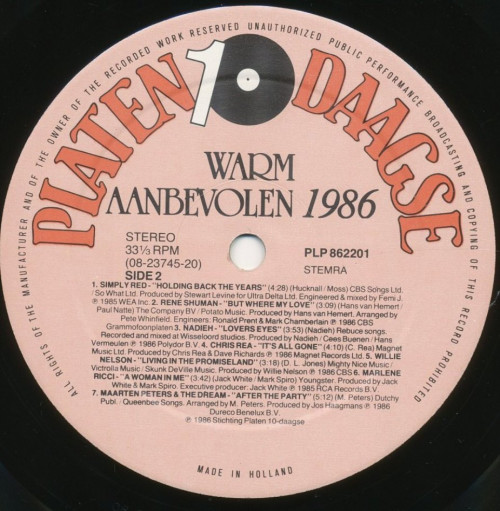 ALL RIGHTS OF THE MANUFACTURER AND OF THE OWNER OF THE RECORDED WORK RESERVED UNAUTHORIZED PUBLIC PERFORMANCE BROADCASTING AND COPYING OF THIS RECORD PROHIBITED
PLATEN 10 DAAGSE
WARM
AANBEVOLEN 1986
STEREO
33⅓ RPM
(08-23745-20)
SIDE 2
PLP 862201
STEMRA
1. SIMPLY RED - "HOLDING BACK THE YEARS" (4:28) (Hucknall / Moss) CBS Songs Ltd.
/ So What Ltd. Produced by Stewart Levine for Ultra Delta Ltd. Engineered & mixed by Femi J.
℗ 1985 WEA Inc. 2. RENE SHUMAN - "BUT WHERE MY LOVE" (3:09) (Hans van Hemert /
Paul Natte) The Company BV / Potato Music. Produced by Hans van Hemert, Arranged by
Pete Whinfield. Engineers: Ronald Prent & Mark Chamberlain ℗ 1986 CBS
Grammofoonplaten 3. NADIEH - "LOVERS EYES" (3:53) (Nadieh) Rebuce Songs.
Recorded and mixed at Wisseloord studios. Produced by Nadieh / Cees Buenen / Hans
Vermeulen ℗ 1986 Polydor B.V. 4. CHRIS REA - "IT'S ALL GONE" (4:10) (C. Rea) Magnet
Music Ltd. Produced by Chris Rea & Dave Richards ℗ 1986 Magnet Records Ltd. 5. WILLIE
NELSON - "LIVING IN THE PROMISELAND" (3:18) (D. L. Jones) Mighty Nice Music /
Victrolla Music / Skunk DeVille Music. Produced by Willie Nelson ℗ 1986 CBS 6. MARLENE
RICCI - "A WOMAN IN ME" (3:42) (Jack White / Mark Spiro) Youngster. Produced by Jack
White & Mark Spiro. Executive producer: Jack White ℗ 1985 RCA Records B.V.
7. MAARTEN PETERS & THE DREAM - "AFTER THE PARTY" (5:12) (M. Peters) Dutchy
Publ. / Queenbee Songs. Arranged by M. Peters. Produced by Jos Haagmans ℗ 1986
Dureco Benelux B.V.
℗ 1986 Stichting Platen 10-daagse
MADE IN HOLLAND